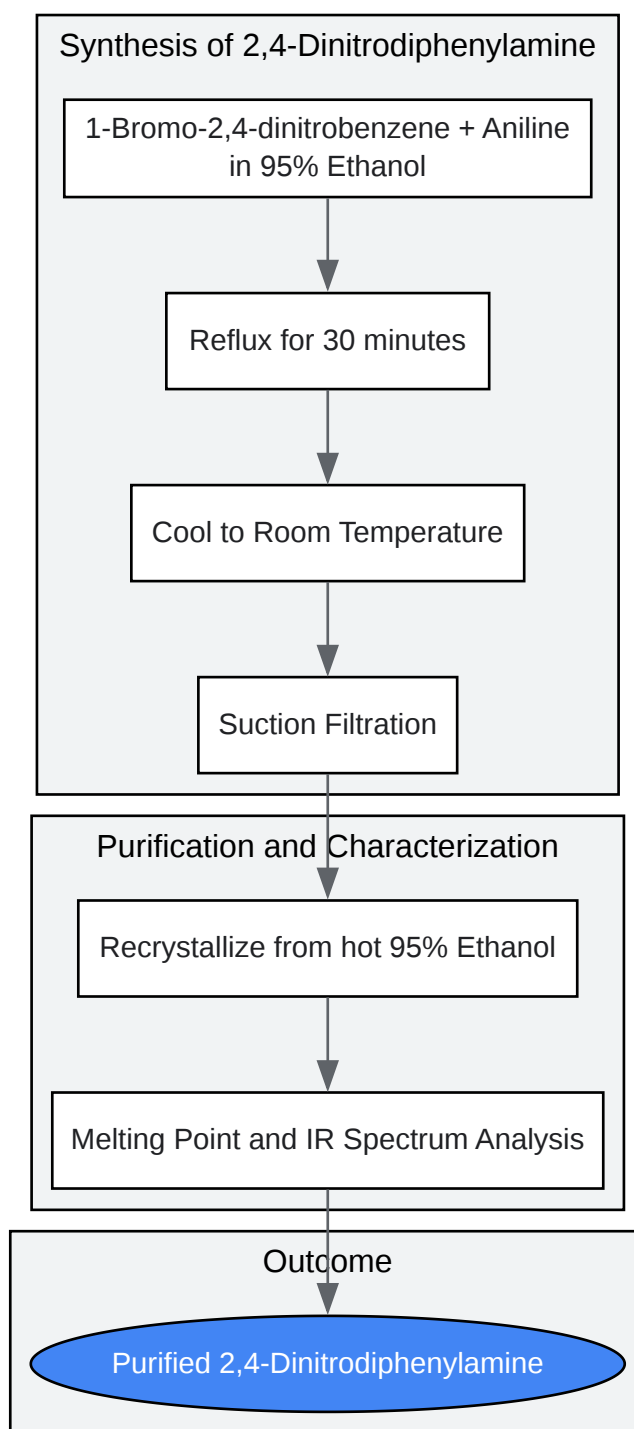 Synthesis of 2,4-Dinitrodiphenylamine
1-Bromo-2,4-dinitrobenzene + Aniline
in 95% Ethanol
Reflux for 30 minutes
Cool to Room Temperature
Suction Filtration
Purification and Characterization
Recrystallize from hot 95% Ethanol
Melting Point and IR Spectrum Analysis
Outcome
Purified 2,4-Dinitrodiphenylamine